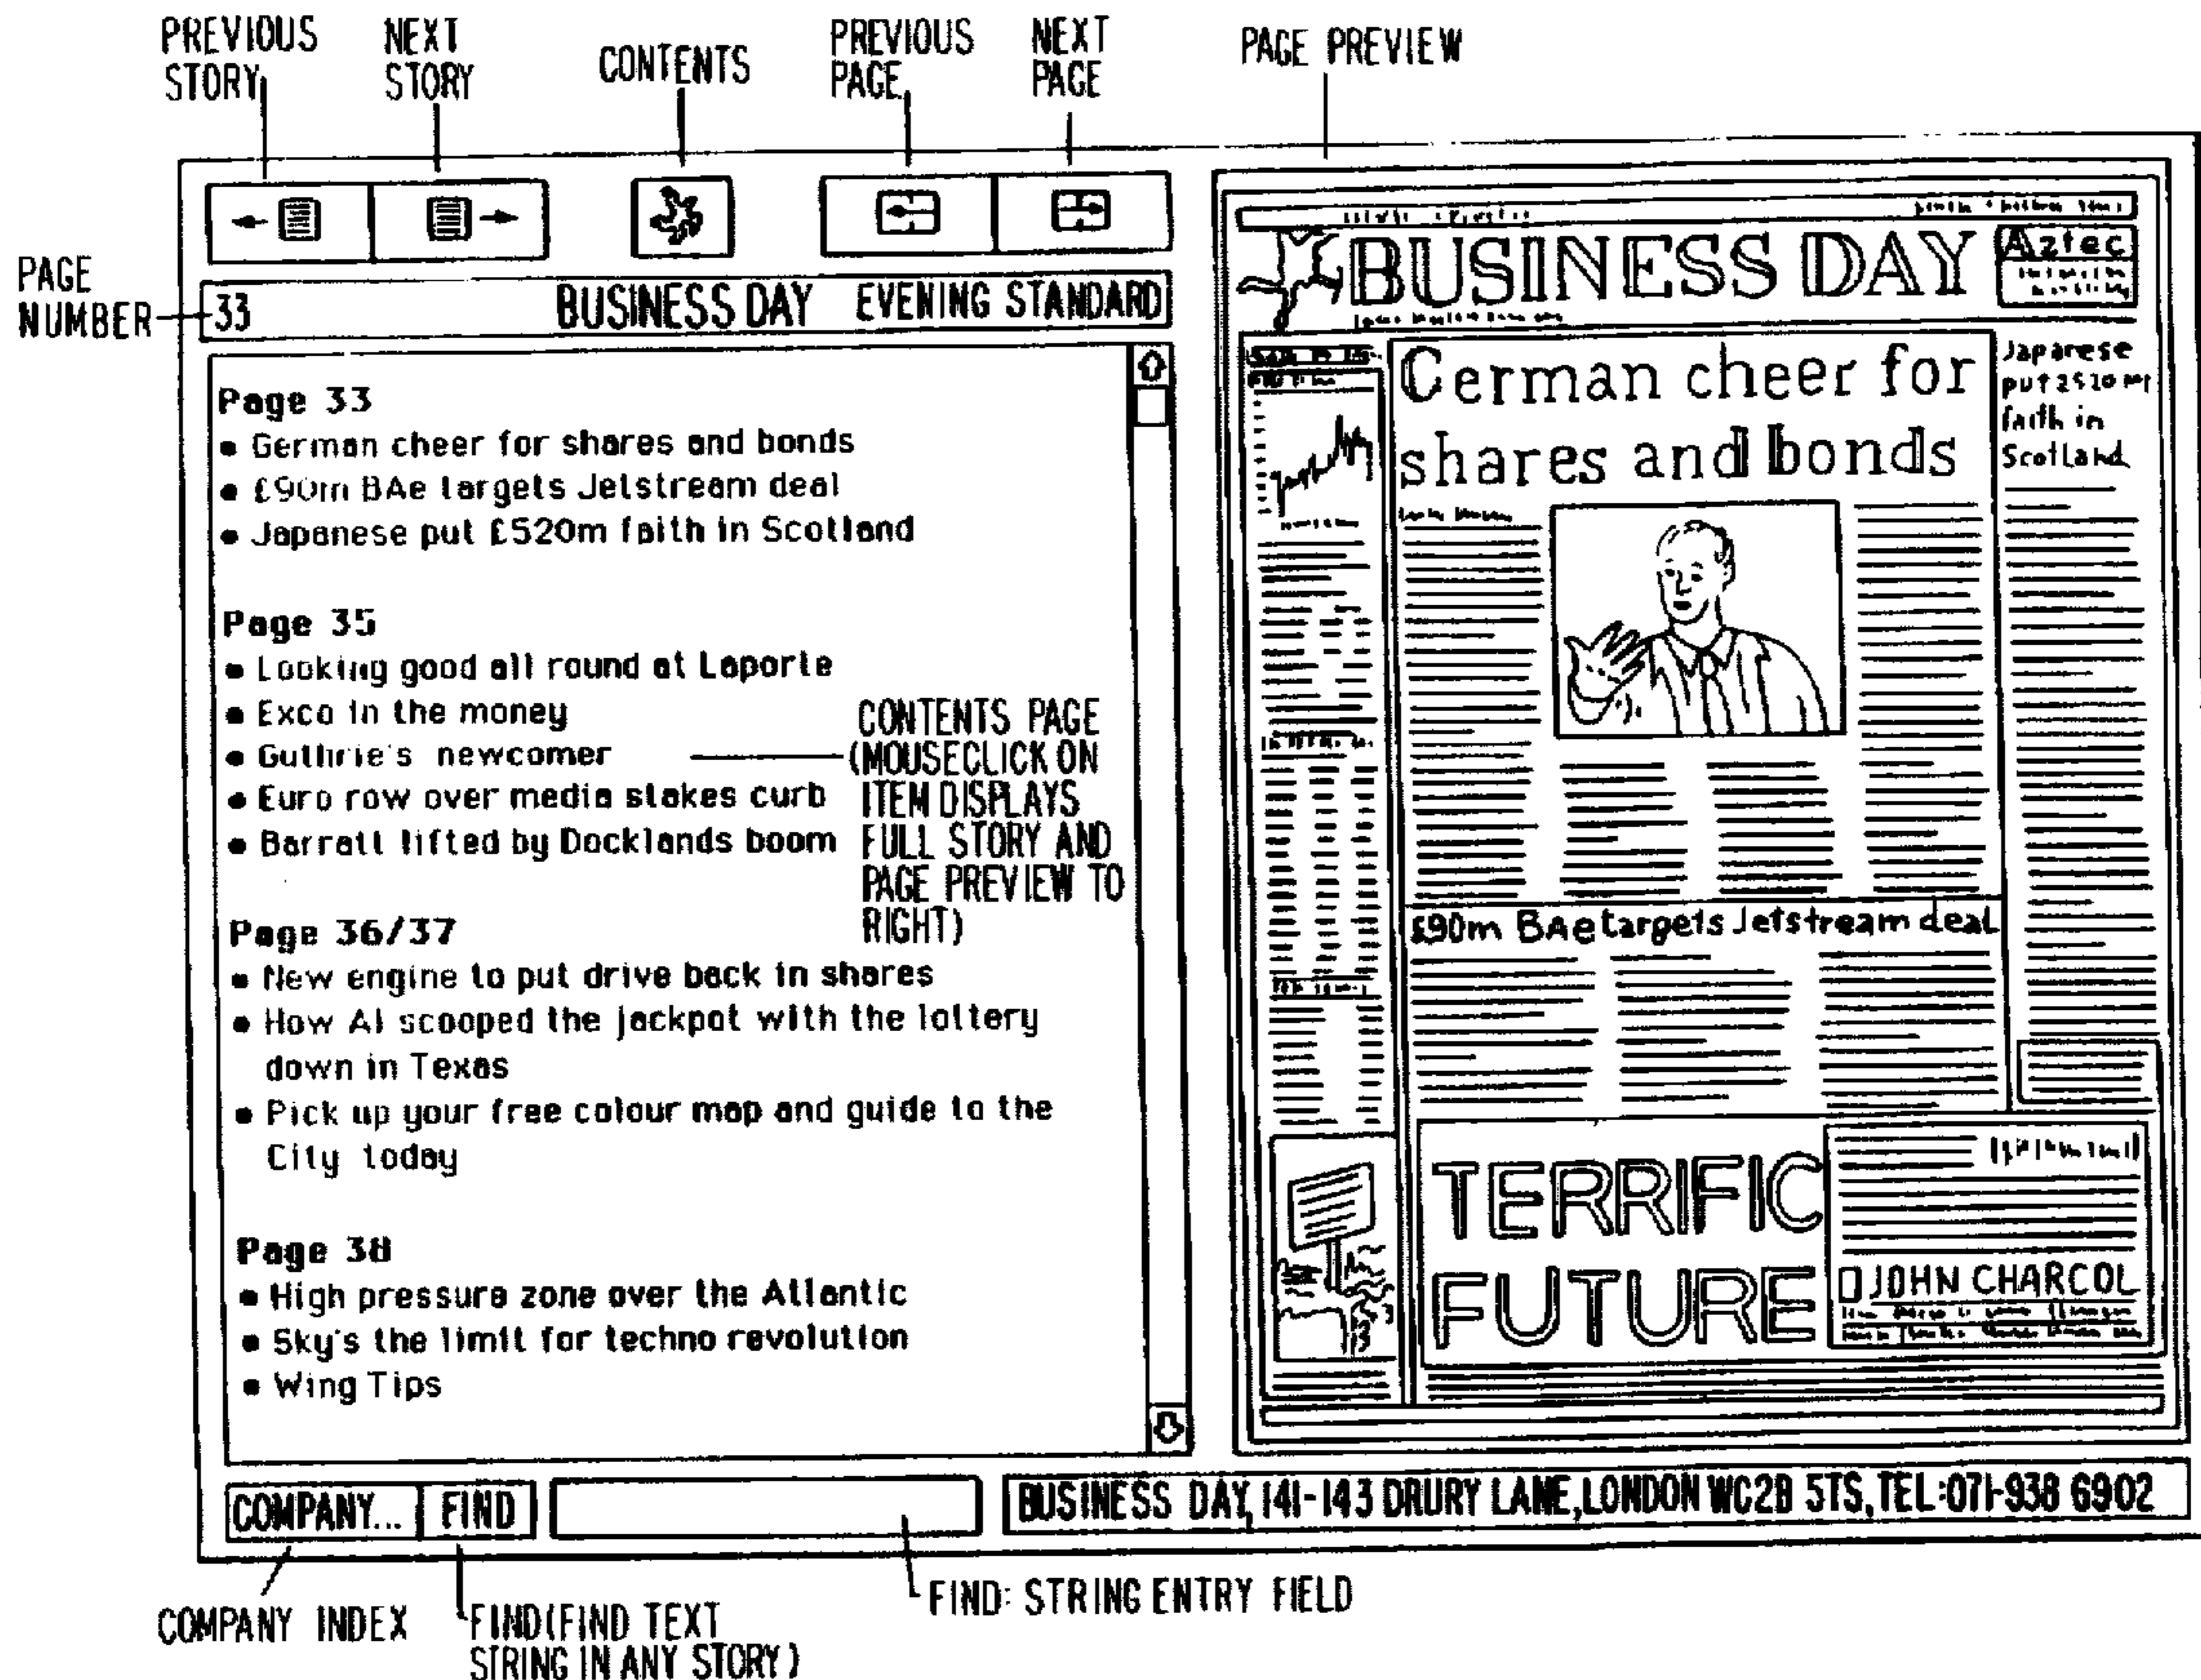 PREVIOUS
STORY
NEXT
STORY
CONTENTS
PREVIOUS
PAGE
NEXT
PAGE
PAGE PREVIEW
PAGE
NUMBER
33 BUSINESS DAY EVENING STANDARD
Page 33
• German cheer for shares and bonds
• £90m BAe targets Jetstream deal
• Japanese put £520m faith in Scotland
Page 35
• Looking good all round at Laporte
• Exco in the money
• Guthrie's newcomer
• Euro row over media stakes curb
• Barratt lifted by Docklands boom
CONTENTS PAGE
(MOUSECLICK ON
ITEM DISPLAYS
FULL STORY AND
PAGE PREVIEW TO
RIGHT)
Page 36/37
• New engine to put drive back in shares
• How Al scooped the jackpot with the lottery
down in Texas
• Pick up your free colour map and guide to the
City today
Page 38
• High pressure zone over the Atlantic
• Sky's the limit for techno revolution
• Wing Tips
BUSINESS DAY
Aztec
German cheer for
shares and bonds
Japanese
put
faith in
Scotland
£90m BAe targets Jetstream deal
TERRIFIC
FUTURE
JOHN CHARCOL
COMPANY... FIND
BUSINESS DAY, 141-143 DRURY LANE, LONDON WC2B 5TS, TEL:071-938 6902
COMPANY INDEX
FIND (FIND TEXT
STRING IN ANY STORY)
FIND: STRING ENTRY FIELD